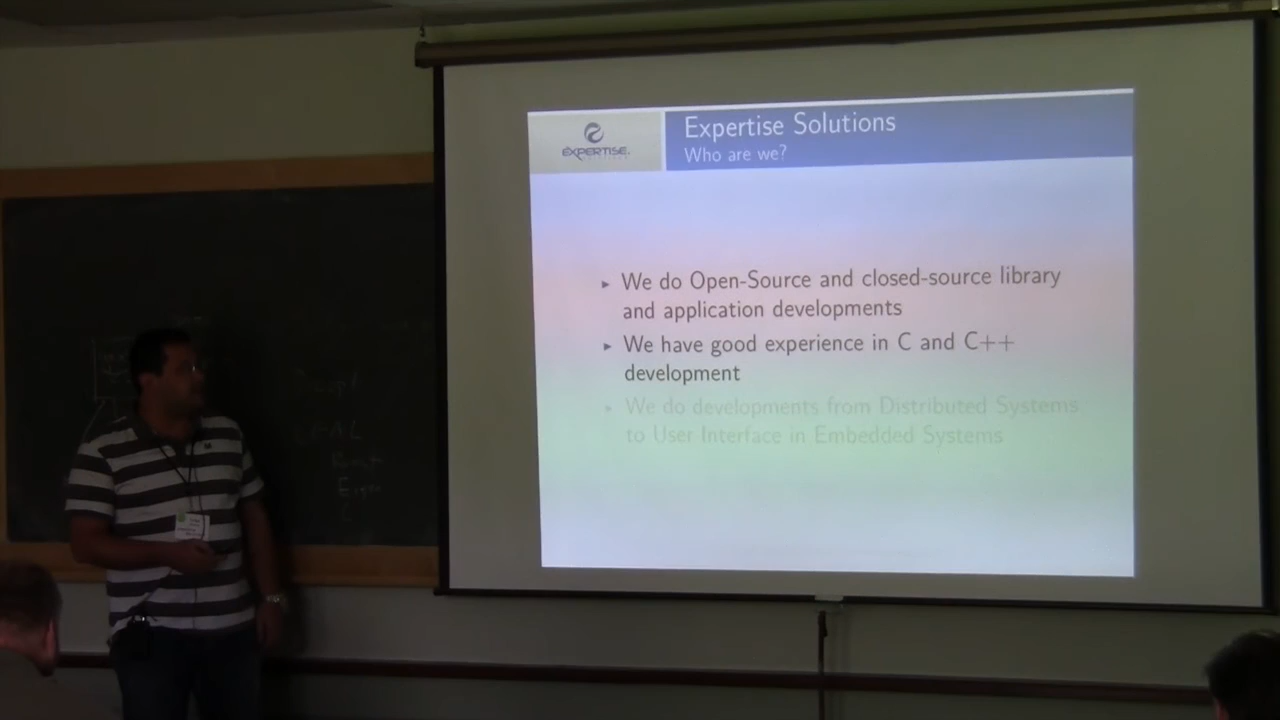 EXPERTISE
Expertise Solutions
Who are we?
We do Open-Source and closed-source library
and application developments
We have good experience in C and C++
development
We do developments from Distributed Systems
to User Interface in Embedded Systems